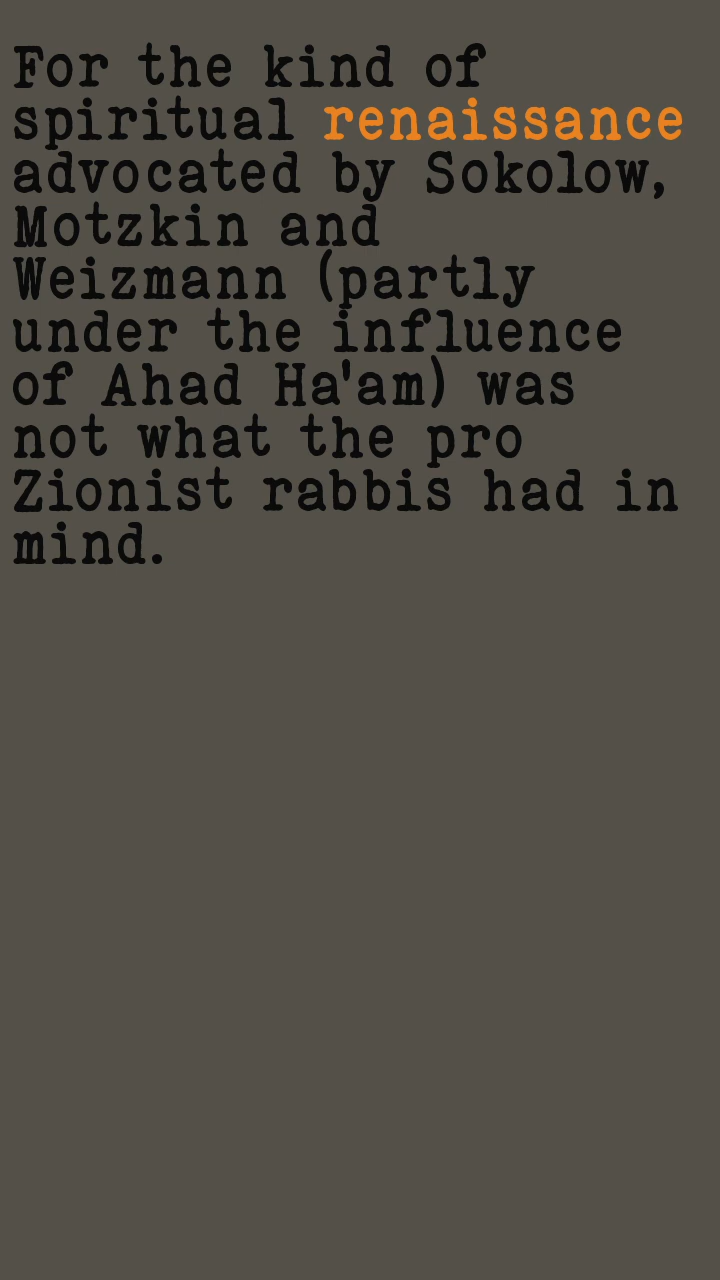 For the kind of
spiritual renaissance
advocated by Sokolow,
Motzkin and
Weizmann (partly
under the influence
of Ahad Ha'am) was
not what the pro
Zionist rabbis had in
mind.